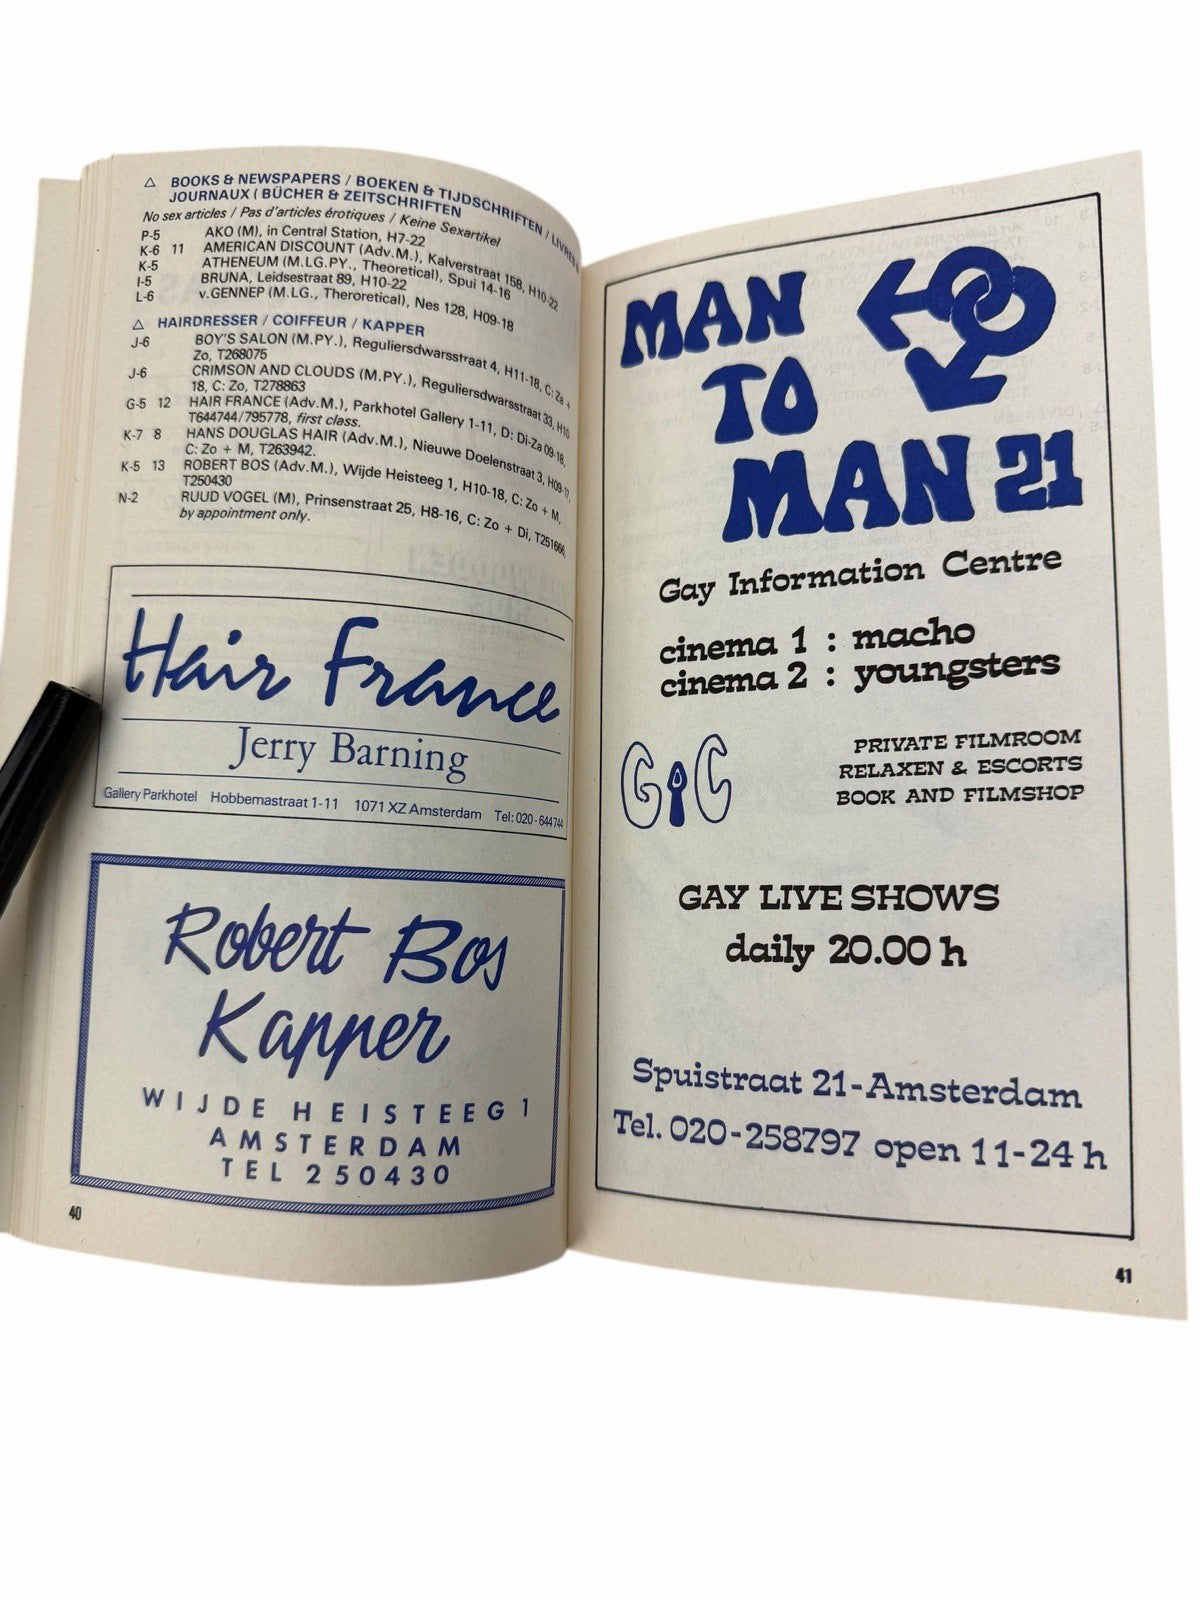 △ BOOKS & NEWSPAPERS / BOEKEN & TIJDSCHRIFTEN / LIVRES &
JOURNAUX ( BÜCHER & ZEITSCHRIFTEN
No sex articles / Pas d'articles érotiques / Keine Sexartikel
P-5 AKO (M), in Central Station, H7-22
K-6 11 AMERICAN DISCOUNT (Adv.M.), Kalverstraat 158, H10-22
K-5 ATHENEUM (M.LG.PY., Theoretical), Spui 14-16
I-5 BRUNA, Leidsestraat 89, H10-22
L-6 v.GENNEP (M.LG., Theroretical), Nes 128, H09-18
△ HAIRDRESSER / COIFFEUR / KAPPER
J-6 BOY'S SALON (M.PY.), Reguliersdwarsstraat 4, H11-18, C: Za +
Zo, T268075
J-6 CRIMSON AND CLOUDS (M.PY.), Reguliersdwarsstraat 33, H10
18, C: Zo, T278863
G-5 12 HAIR FRANCE (Adv.M.), Parkhotel Gallery 1-11, D: Di-Za 09-18,
T644744/795778, first class.
K-7 8 HANS DOUGLAS HAIR (Adv.M.), Nieuwe Doelenstraat 3, H09-17,
C: Zo + M, T263942.
K-5 13 ROBERT BOS (Adv.M.), Wijde Heisteeg 1, H10-18, C: Zo + M,
T250430
N-2 RUUD VOGEL (M), Prinsenstraat 25, H8-16, C: Zo + Di, T251666,
by appointment only.
Hair France
Jerry Barning
Gallery Parkhotel Hobbemastraat 1-11 1071 XZ Amsterdam Tel: 020-644744
Robert Bos
Kapper
WIJDE HEISTEEG 1
AMSTERDAM
TEL 250430
40
MAN
TO
MAN 21
Gay Information Centre
cinema 1 : macho
cinema 2 : youngsters
GiC
PRIVATE FILMROOM
RELAXEN & ESCORTS
BOOK AND FILMSHOP
GAY LIVE SHOWS
daily 20.00 h
Spuistraat 21-Amsterdam
Tel. 020-258797 open 11-24 h
41